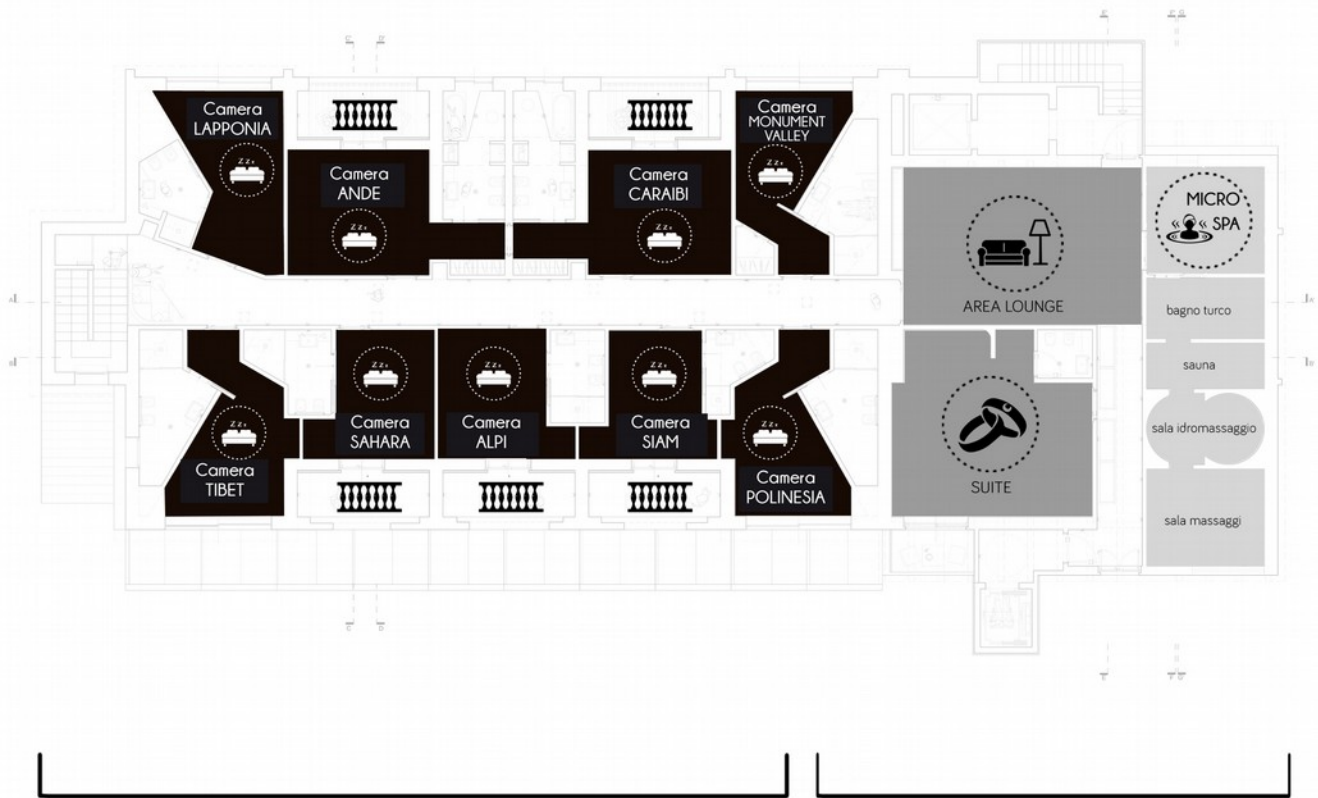 Camera
LAPPONIA
Camera
ANDE
Camera
CARAIBI
Camera
MONUMENT
VALLEY
AREA LOUNGE
MICRO
SPA
bagno turco
sauna
sala idromassaggio
sala massaggi
Camera
TIBET
Camera
SAHARA
Camera
ALPI
Camera
SIAM
Camera
POLINESIA
SUITE